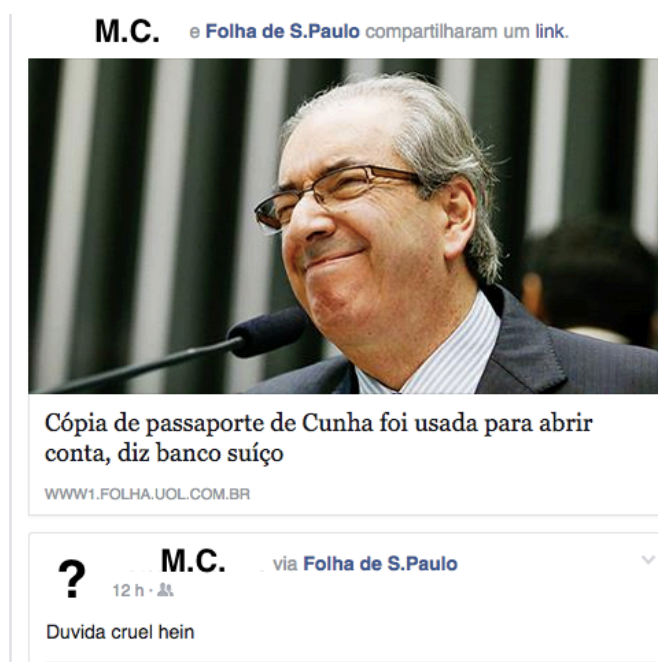 M.C. e Folha de S.Paulo compartilharam um link.
Cópia de passaporte de Cunha foi usada para abrir
conta, diz banco suíço
WWW1.FOLHA.UOL.COM.BR
? M.C. via Folha de S.Paulo
12 h ·
Duvida cruel hein